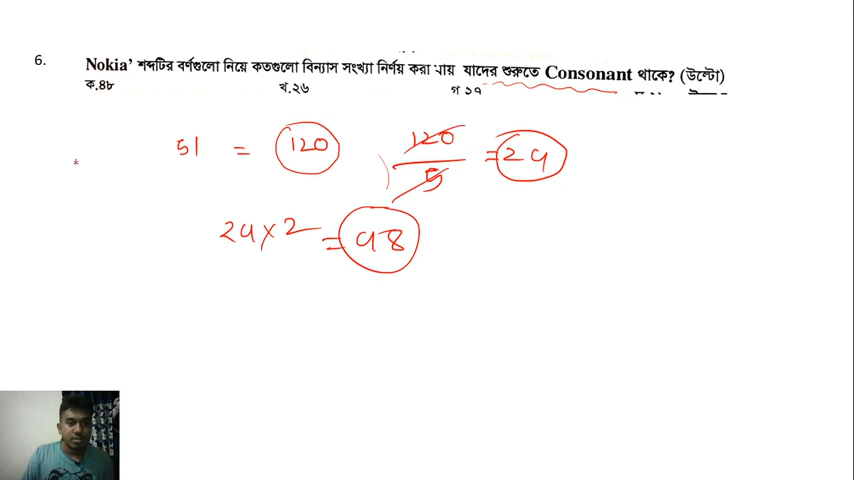 6.
Nokia’ শব্দটির বর্ণগুলো নিয়ে কতগুলো বিন্যাস সংখ্যা নির্ণয় করা যায় যাদের শুরুতে Consonant থাকে? (উল্টো)
ক.৪৮ খ.২৬ গ ১৭
5! = 120 120/5 = 24
24 x 2 = 48